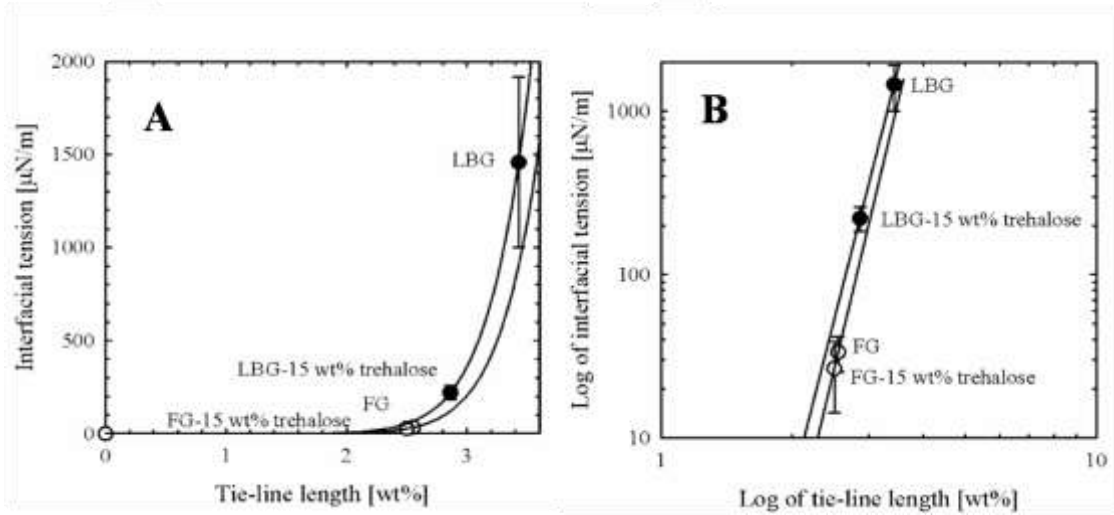 A
Interfacial tension [μN/m]
2000
1500
1000
500
0
LBG
LBG-15 wt% trehalose
FG
FG-15 wt% trehalose
0
1
2
3
Tie-line length [wt%]
B
Log of interfacial tension [μN/m]
1000
100
10
LBG
LBG-15 wt% trehalose
FG
FG-15 wt% trehalose
1
10
Log of tie-line length [wt%]